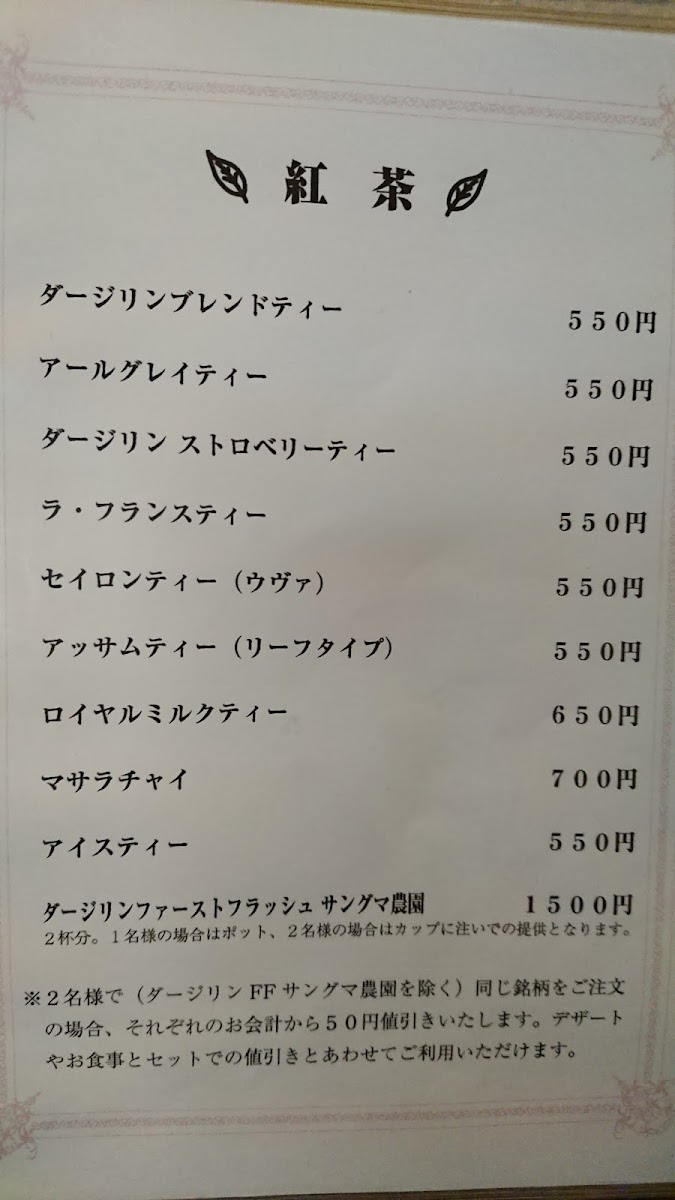 紅 茶
ダージリンブレンドティー ５５０円
アールグレイティー ５５０円
ダージリン ストロベリーティー ５５０円
ラ・フランスティー ５５０円
セイロンティー（ウヴァ） ５５０円
アッサムティー（リーフタイプ） ５５０円
ロイヤルミルクティー ６５０円
マサラチャイ ７００円
アイスティー ５５０円
ダージリンファーストフラッシュ サングマ農園 １５００円
２杯分。１名様の場合はポット、２名様の場合はカップに注いでの提供となります。
※２名様で（ダージリン FF サングマ農園を除く）同じ銘柄をご注文
の場合、それぞれのお会計から５０円値引きいたします。デザート
やお食事とセットでの値引きとあわせてご利用いただけます。